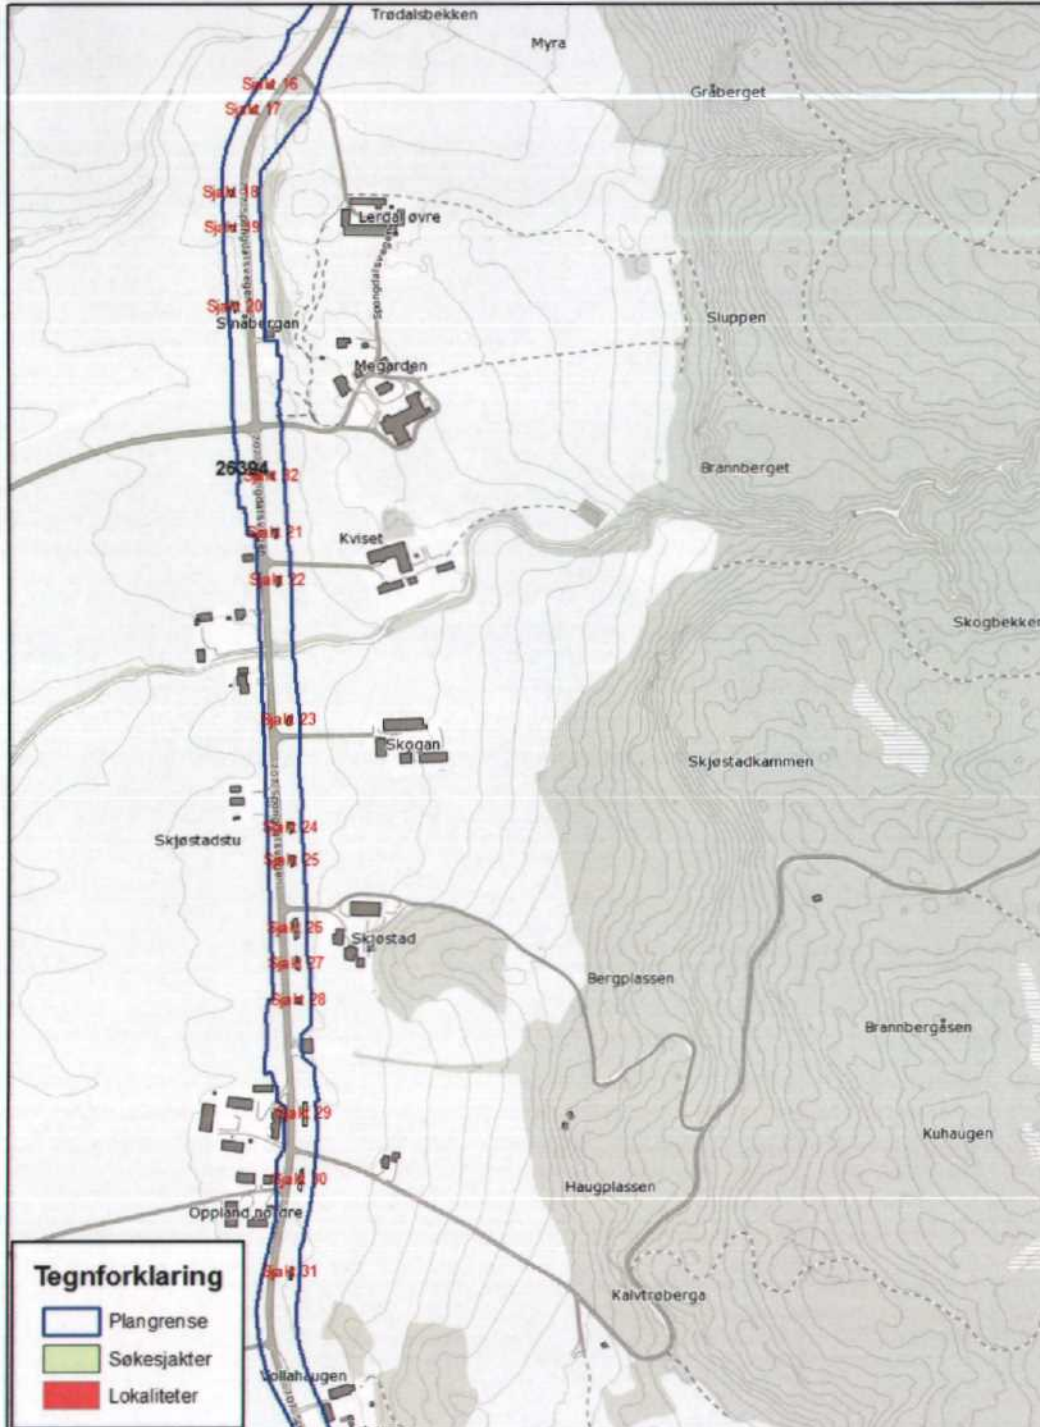 Trødalsbekken
Myra
Sjakt 16
Gråberget
Sjakt 17
Sjakt 18
Lerdal øvre
Sjakt 19
Spongdalsvegen
Sjakt 20
Småbergan
Sluppen
Megarden
26394
Sjakt 32
Brannberget
Sjakt 21
Kviset
Sjakt 22
Skogbekken
Sjakt 23
Skogan
Skjøstadkammen
Sjakt 24
Skjøstadstu
Sjakt 25
Sjakt 26
Skjøstad
Sjakt 27
Bergplassen
Sjakt 28
Brannbergåsen
Sjakt 29
Kuhaugen
Sjakt 30
Haugplassen
Oppland nordre
Sjakt 31
Kalvtrøberga
Vollahaugen
Tegnforklaring
Plangrense
Søkesjakter
Lokaliteter